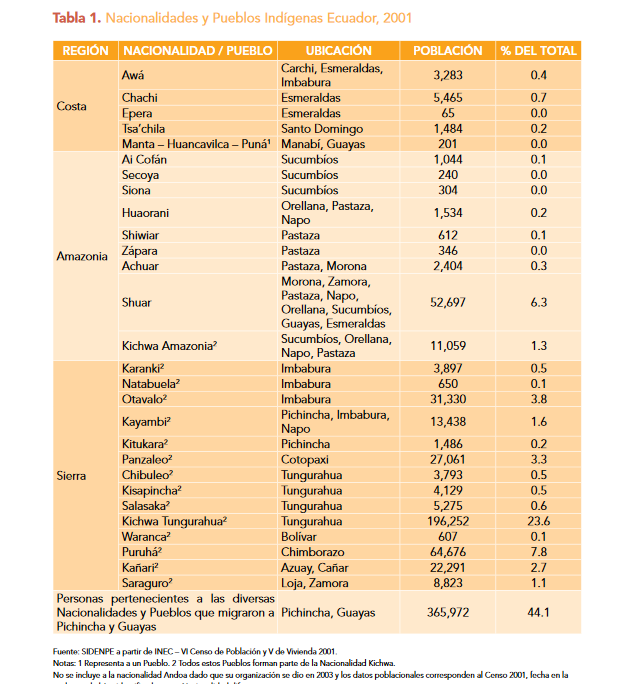 Tabla 1. Nacionalidades y Pueblos Indígenas Ecuador, 2001
REGIÓN NACIONALIDAD / PUEBLO UBICACIÓN POBLACIÓN % DEL TOTAL
Costa
Awá Carchi, Esmeraldas, Imbabura 3,283 0.4
Chachi Esmeraldas 5,465 0.7
Epera Esmeraldas 65 0.0
Tsa'chila Santo Domingo 1,484 0.2
Manta – Huancavilca – Puná¹ Manabí, Guayas 201 0.0
Amazonia
Ai Cofán Sucumbíos 1,044 0.1
Secoya Sucumbíos 240 0.0
Siona Sucumbíos 304 0.0
Huaorani Orellana, Pastaza, Napo 1,534 0.2
Shiwiar Pastaza 612 0.1
Zápara Pastaza 346 0.0
Achuar Pastaza, Morona 2,404 0.3
Shuar Morona, Zamora, Pastaza, Napo, Orellana, Sucumbíos, Guayas, Esmeraldas 52,697 6.3
Kichwa Amazonia² Sucumbíos, Orellana, Napo, Pastaza 11,059 1.3
Sierra
Karanki² Imbabura 3,897 0.5
Natabuela² Imbabura 650 0.1
Otavalo² Imbabura 31,330 3.8
Kayambi² Pichincha, Imbabura, Napo 13,438 1.6
Kitukara² Pichincha 1,486 0.2
Panzaleo² Cotopaxi 27,061 3.3
Chibuleo² Tungurahua 3,793 0.5
Kisapincha² Tungurahua 4,129 0.5
Salasaka² Tungurahua 5,275 0.6
Kichwa Tungurahua² Tungurahua 196,252 23.6
Waranca² Bolívar 607 0.1
Puruhá² Chimborazo 64,676 7.8
Kañari² Azuay, Cañar 22,291 2.7
Saraguro² Loja, Zamora 8,823 1.1
Personas pertenecientes a las diversas
Nacionalidades y Pueblos que migraron a Pichincha, Guayas 365,972 44.1
Pichincha y Guayas
Fuente: SIDENPE a partir de INEC – VI Censo de Población y V de Vivienda 2001.
Notas: 1 Representa a un Pueblo. 2 Todos estos Pueblos forman parte de la Nacionalidad Kichwa.
No se incluye a la nacionalidad Andoa dado que su organización se dio en 2003 y los datos poblacionales corresponden al Censo 2001, fecha en la